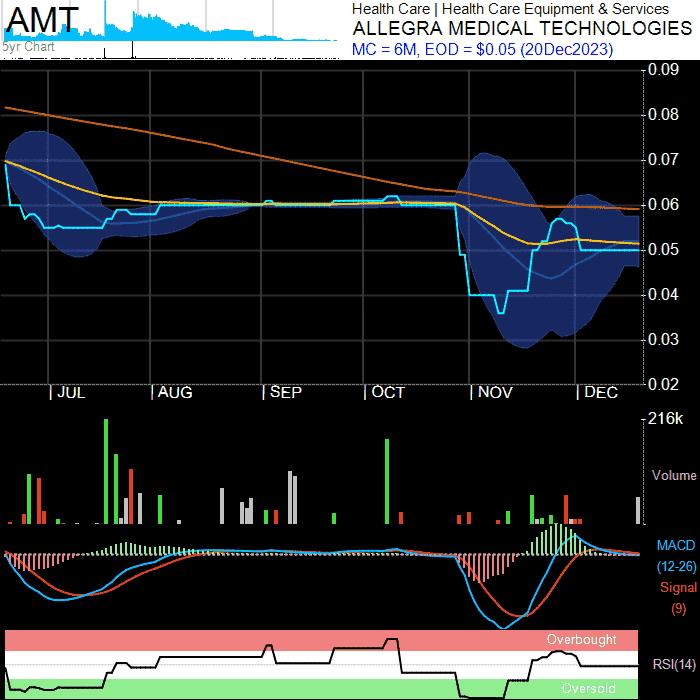 AMT
5yr Chart
Health Care | Health Care Equipment & Services
ALLEGRA MEDICAL TECHNOLOGIES
MC = 6M, EOD = $0.05 (20Dec2023)
0.09
0.08
0.07
0.06
0.05
0.04
0.03
0.02
| JUL | AUG | SEP | OCT | NOV | DEC
216k
Volume
MACD
(12-26)
Signal
(9)
Overbought
RSI(14)
Oversold